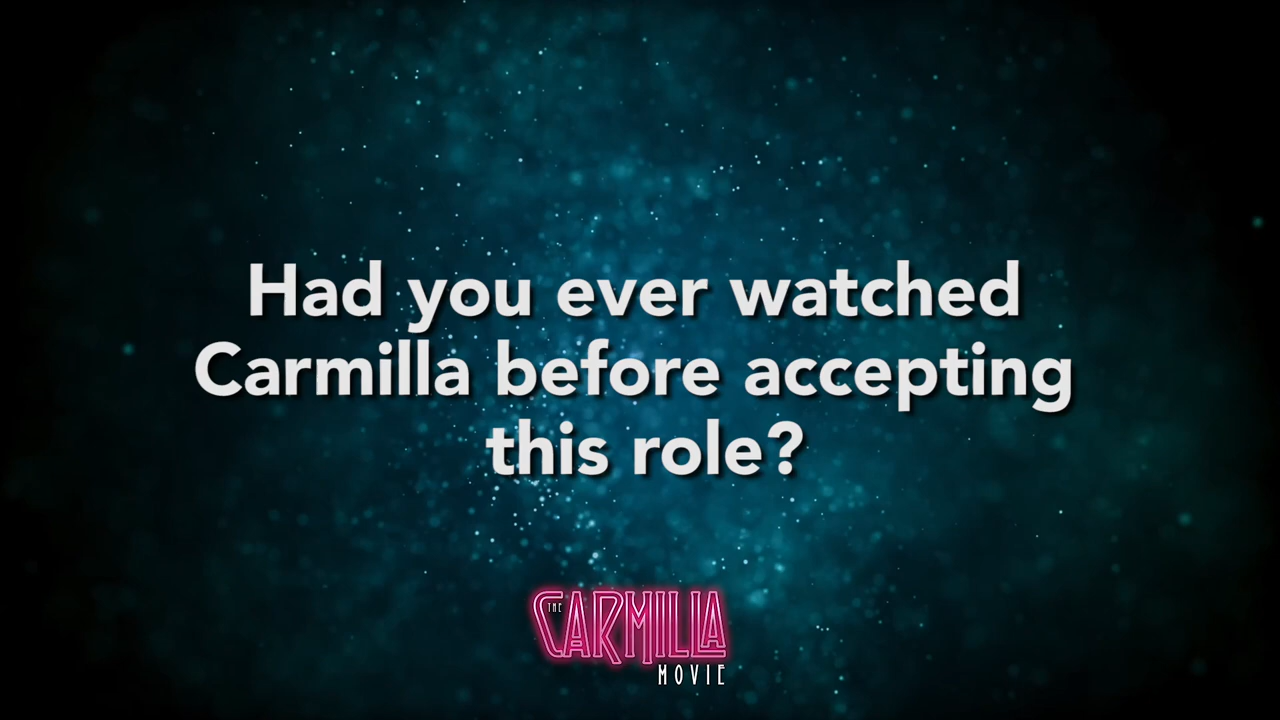 Had you ever watched
Carmilla before accepting
this role?
THE CARMILLA
MOVIE